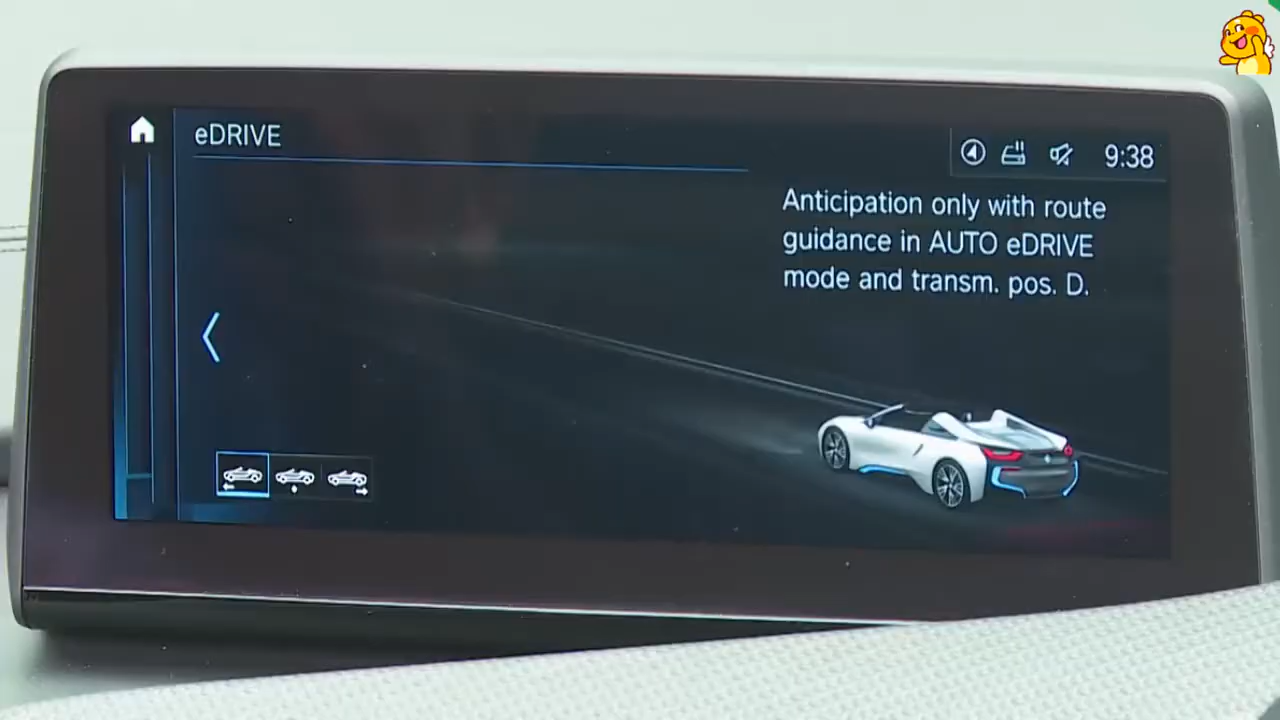 eDRIVE
9:38
Anticipation only with route
guidance in AUTO eDRIVE
mode and transm. pos. D.